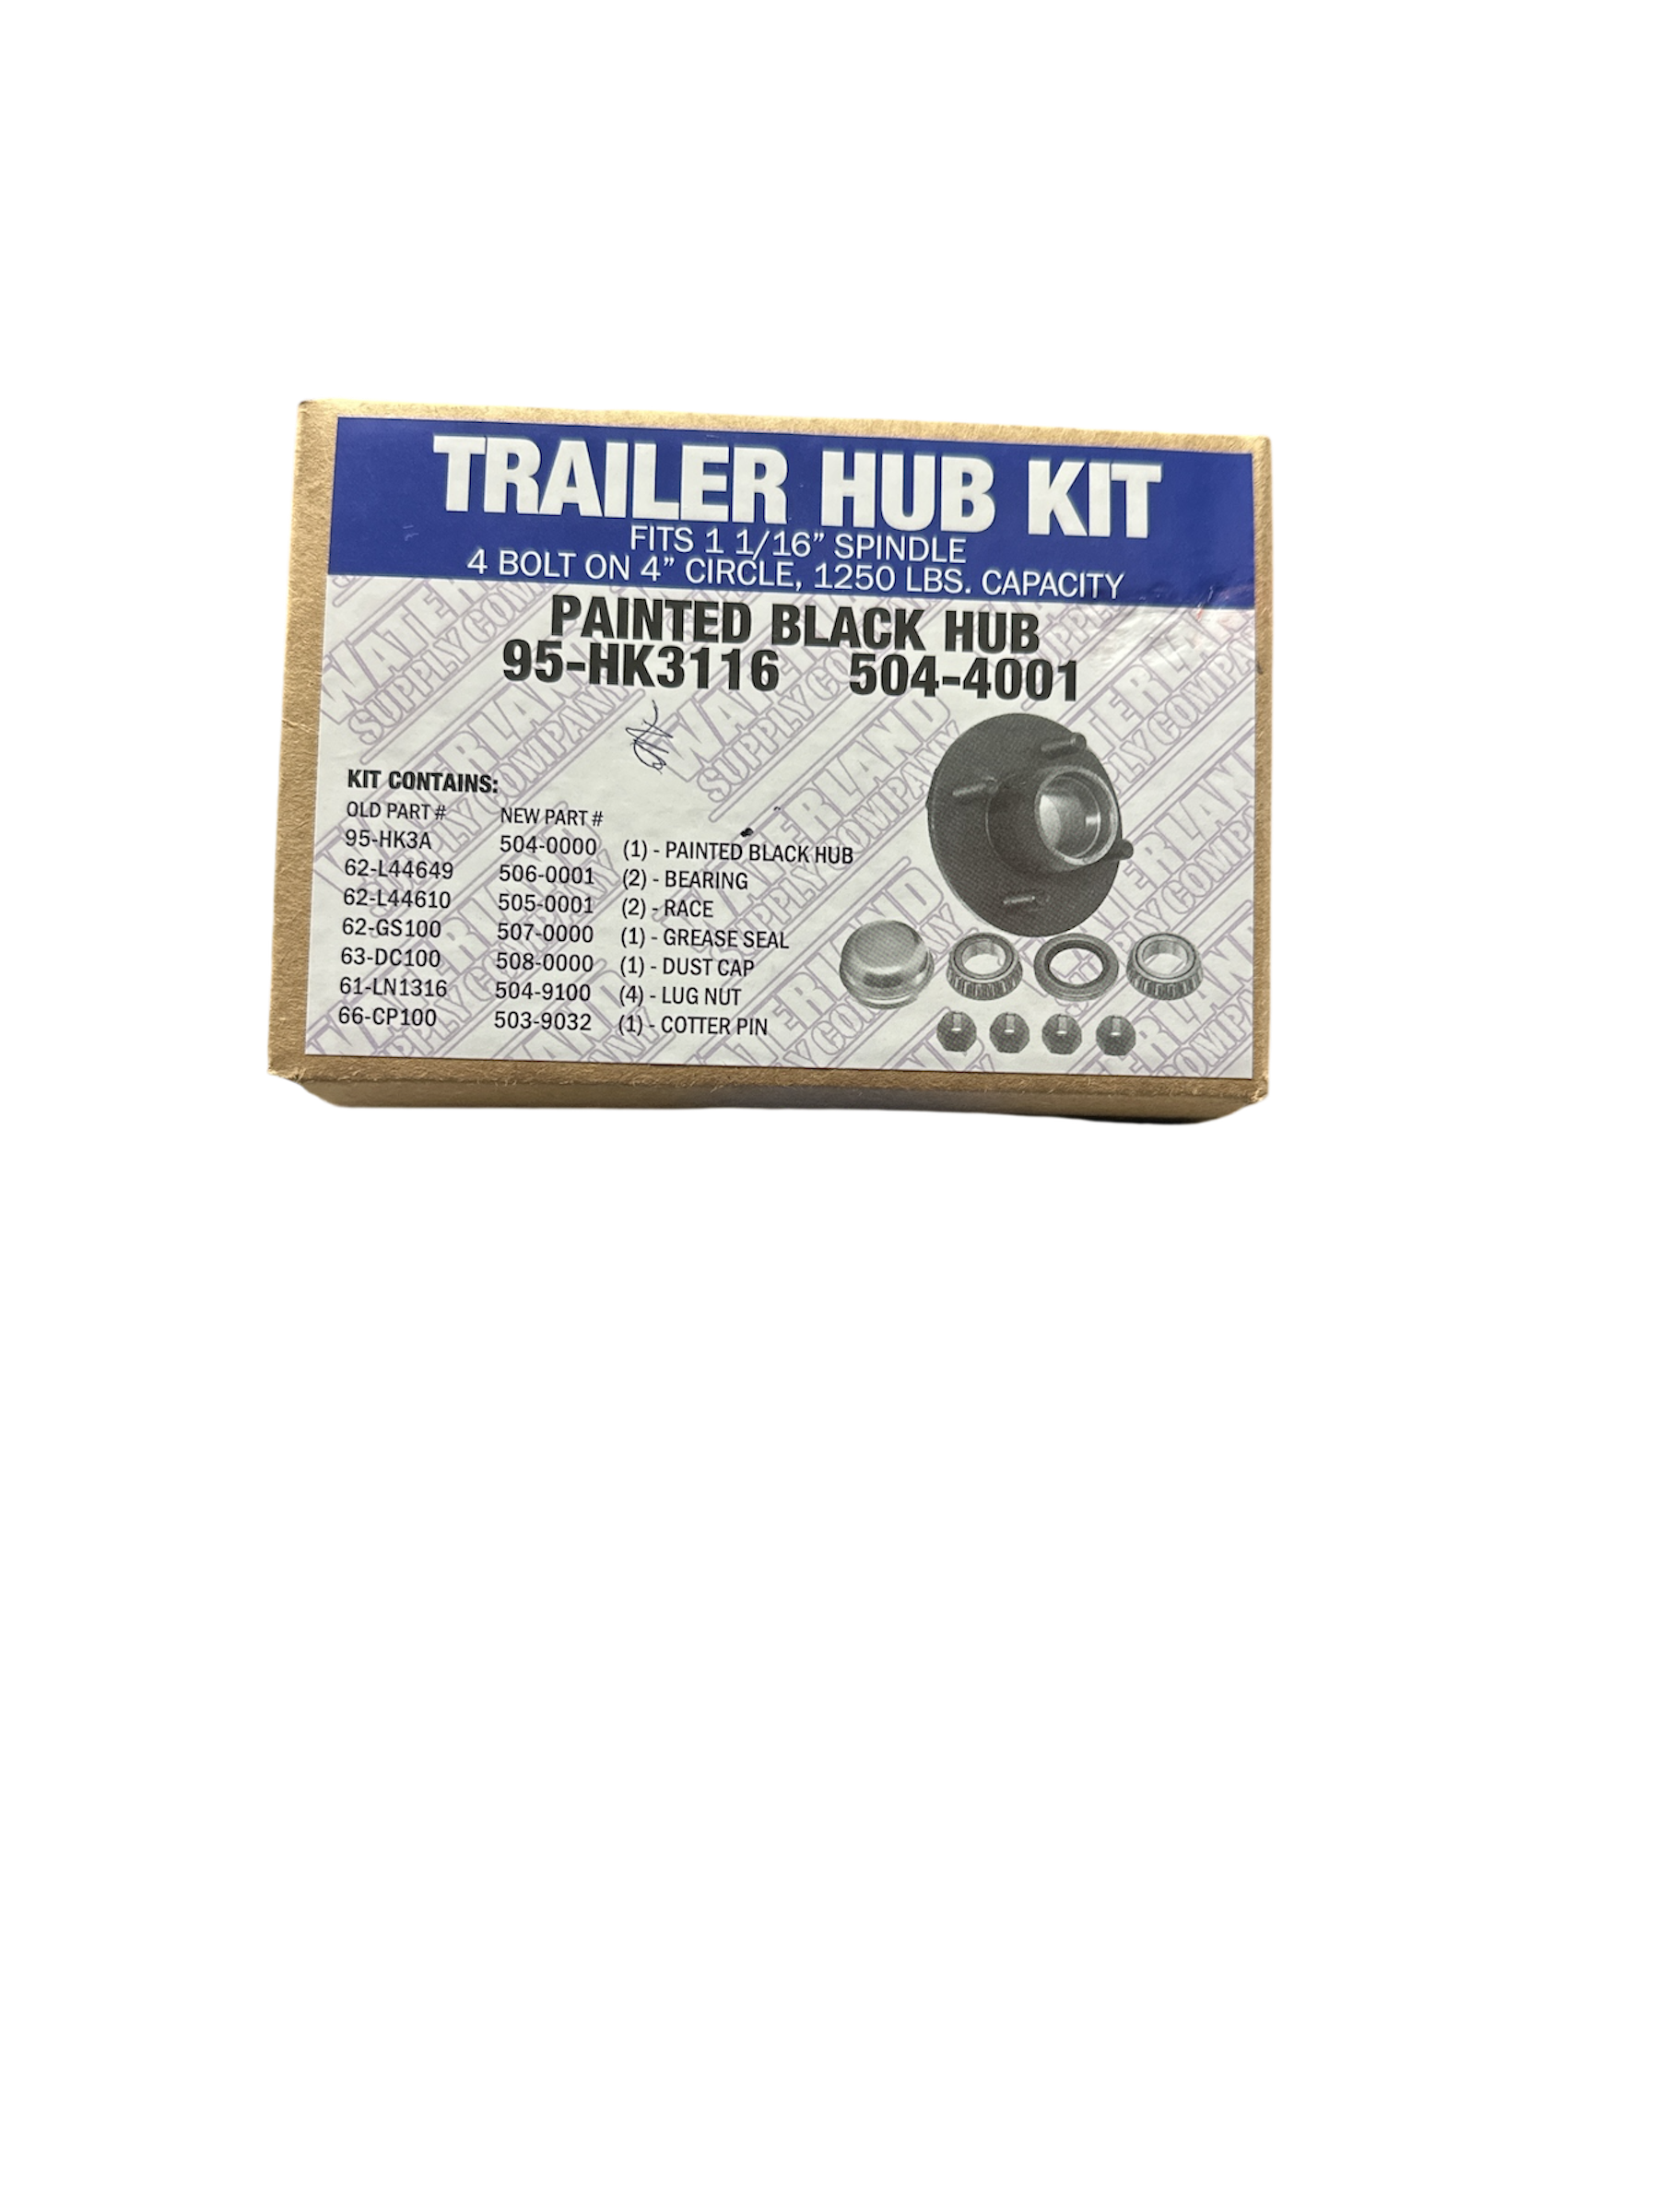 TRAILER HUB KIT
FITS 1 1/16” SPINDLE
4 BOLT ON 4” CIRCLE, 1250 LBS. CAPACITY
PAINTED BLACK HUB
95-HK3116 504-4001
KIT CONTAINS:
OLD PART # NEW PART #
95-HK3A 504-0000 (1) - PAINTED BLACK HUB
62-L44649 506-0001 (2) - BEARING
62-L44610 505-0001 (2) - RACE
62-GS100 507-0000 (1) - GREASE SEAL
63-DC100 508-0000 (1) - DUST CAP
61-LN1316 504-9100 (4) - LUG NUT
66-CP100 503-9032 (1) - COTTER PIN
WATERLAND
SUPPLY COMPANY